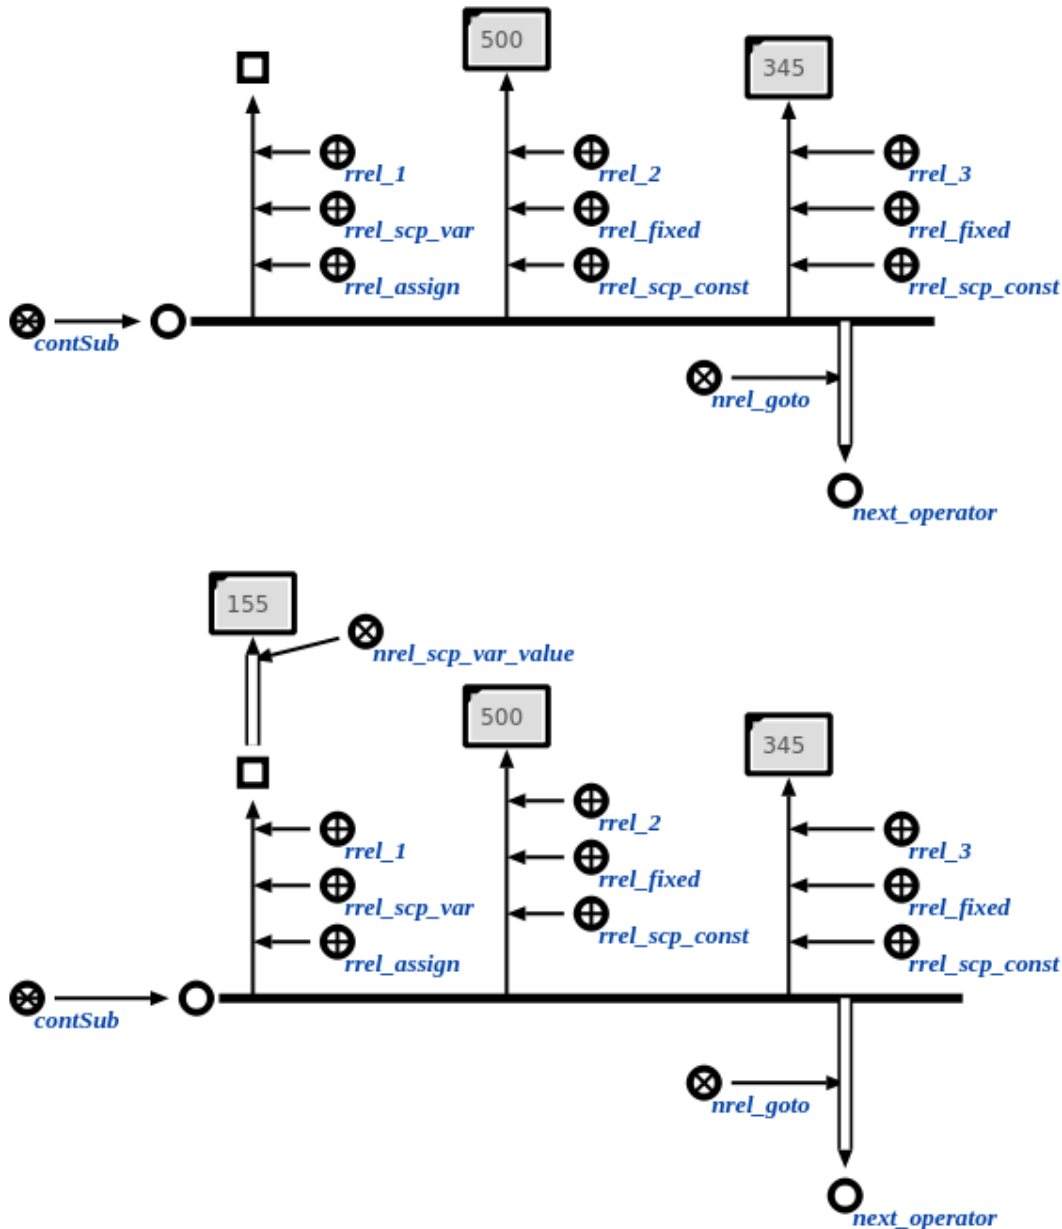 500
345
rrel_1
rrel_2
rrel_3
rrel_scp_var
rrel_fixed
rrel_fixed
rrel_assign
rrel_scp_const
rrel_scp_const
contSub
nrel_goto
next_operator
155
nrel_scp_var_value
500
345
rrel_2
rrel_1
rrel_3
rrel_fixed
rrel_scp_var
rrel_fixed
rrel_scp_const
rrel_assign
rrel_scp_const
contSub
nrel_goto
next_operator